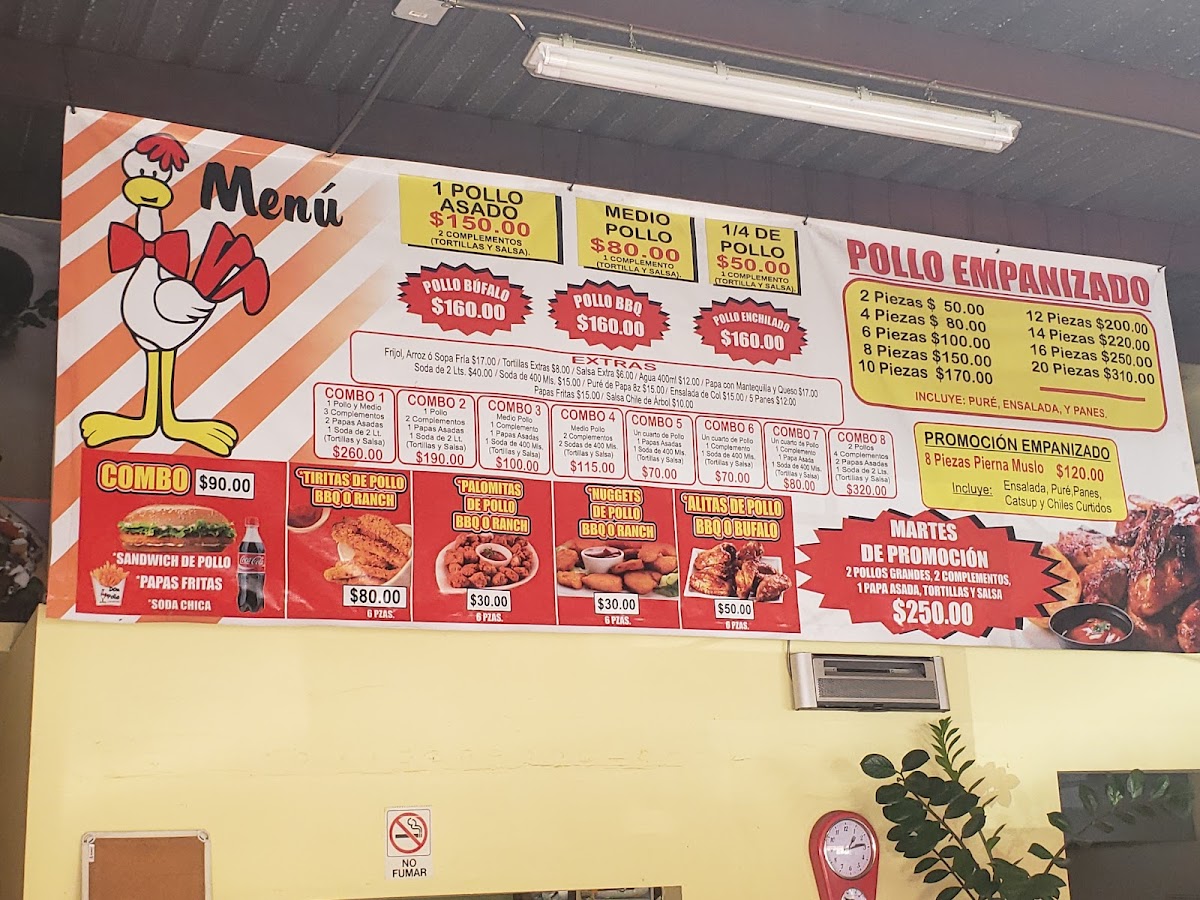 Menú
1 POLLO
ASADO
$150.00
2 COMPLEMENTOS
(TORTILLAS Y SALSA).
MEDIO
POLLO
$80.00
1 COMPLEMENTO
(TORTILLA Y SALSA).
1/4 DE
POLLO
$50.00
1 COMPLEMENTO
(TORTILLA Y SALSA).
POLLO BÚFALO
$160.00
POLLO BBQ
$160.00
POLLO ENCHILADO
$160.00
EXTRAS
Frijol, Arroz ó Sopa Fría $17.00 / Tortillas Extras $8.00 / Salsa Extra $6.00 / Agua 400ml $12.00 / Papa con Mantequilla y Queso $17.00
Soda de 2 Lts. $40.00 / Soda de 400 Mls. $15.00 / Puré de Papa 8z $15.00 / Ensalada de Col $15.00 / 5 Panes $12.00
Papas Fritas $15.00 / Salsa Chile de Árbol $10.00
COMBO 1
1 Pollo y Medio
3 Complementos
2 Papas Asadas
1 Soda de 2 Lt.
(Tortillas y Salsa)
$260.00
COMBO 2
1 Pollo
2 Complementos
1 Papas Asadas
1 Soda de 2 Lt.
(Tortillas y Salsa)
$190.00
COMBO 3
Medio Pollo
1 Complemento
1 Papas Asadas
1 Soda de 400 Mls.
(Tortillas y Salsa)
$100.00
COMBO 4
Medio Pollo
2 Complementos
2 Sodas de 400 Mls.
(Tortillas y Salsa)
$115.00
COMBO 5
Un cuarto de Pollo
1 Papas Asadas
1 Soda de 400 Mls.
(Tortillas y Salsa)
$70.00
COMBO 6
Un cuarto de Pollo
1 Complemento
1 Soda de 400 Mls.
(Tortillas y Salsa)
$70.00
COMBO 7
Un cuarto de Pollo
1 Complemento
1 Papa Asada
1 Soda de 400 Mls.
(Tortillas y Salsa)
$80.00
COMBO 8
2 Pollos
4 Complementos
2 Papas Asadas
1 Soda de 2 Lts.
(Tortillas y Salsa)
$320.00
POLLO EMPANIZADO
2 Piezas $ 50.00
4 Piezas $ 80.00
6 Piezas $100.00
8 Piezas $150.00
10 Piezas $170.00
12 Piezas $200.00
14 Piezas $220.00
16 Piezas $250.00
20 Piezas $310.00
INCLUYE: PURÉ, ENSALADA, Y PANES.
PROMOCIÓN EMPANIZADO
8 Piezas Pierna Muslo $120.00
Incluye: Ensalada, Puré,Panes,
Catsup y Chiles Curtidos
COMBO $90.00
*SANDWICH DE POLLO
*PAPAS FRITAS
*SODA CHICA
Coca-Cola
*TIRITAS DE POLLO
BBQ O RANCH
$80.00
6 PZAS.
*PALOMITAS
DE POLLO
BBQ O RANCH
$30.00
6 PZAS.
*NUGGETS
DE POLLO
BBQ O RANCH
$30.00
6 PZAS.
*ALITAS DE POLLO
BBQ O BUFALO
$50.00
6 PZAS.
MARTES
DE PROMOCIÓN
2 POLLOS GRANDES, 2 COMPLEMENTOS,
1 PAPA ASADA, TORTILLAS Y SALSA
$250.00
NO
FUMAR